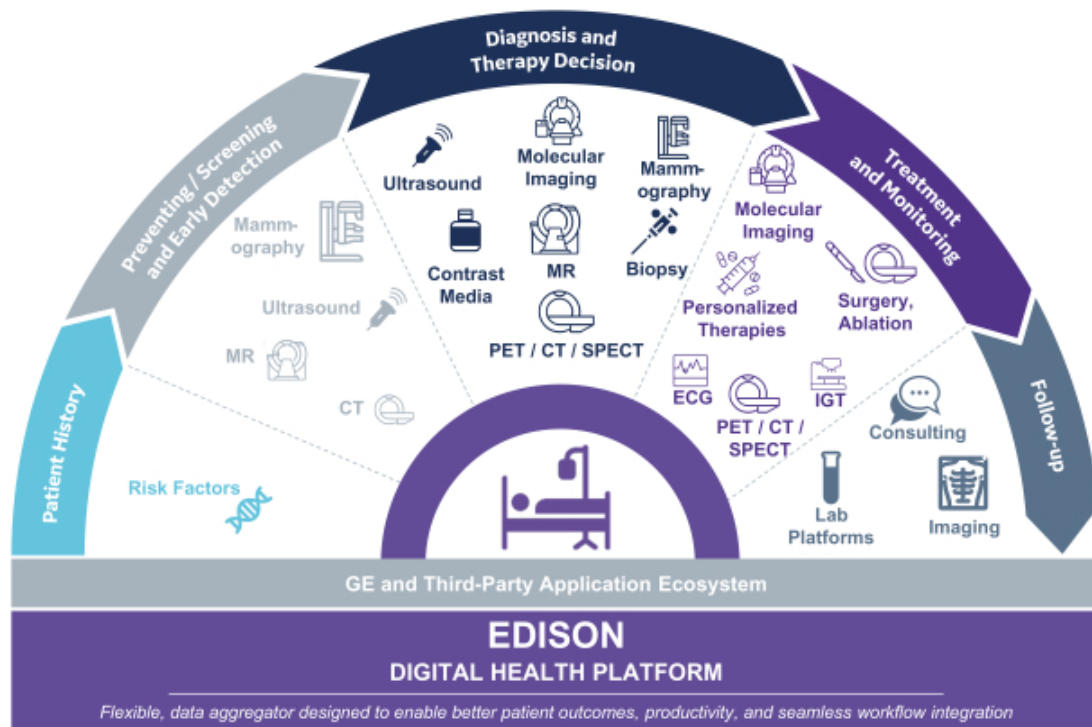 Patient History
Risk Factors
Preventing / Screening
and Early Detection
Mamm-
ography
Ultrasound
MR
CT
Diagnosis and
Therapy Decision
Ultrasound
Molecular
Imaging
Mamm-
ography
Contrast
Media
MR
Biopsy
PET / CT / SPECT
Treatment
and Monitoring
Molecular
Imaging
Personalized
Therapies
Surgery,
Ablation
ECG
PET / CT /
SPECT
IGT
Follow-up
Consulting
Lab
Platforms
Imaging
GE and Third-Party Application Ecosystem
EDISON
DIGITAL HEALTH PLATFORM
Flexible, data aggregator designed to enable better patient outcomes, productivity, and seamless workflow integration